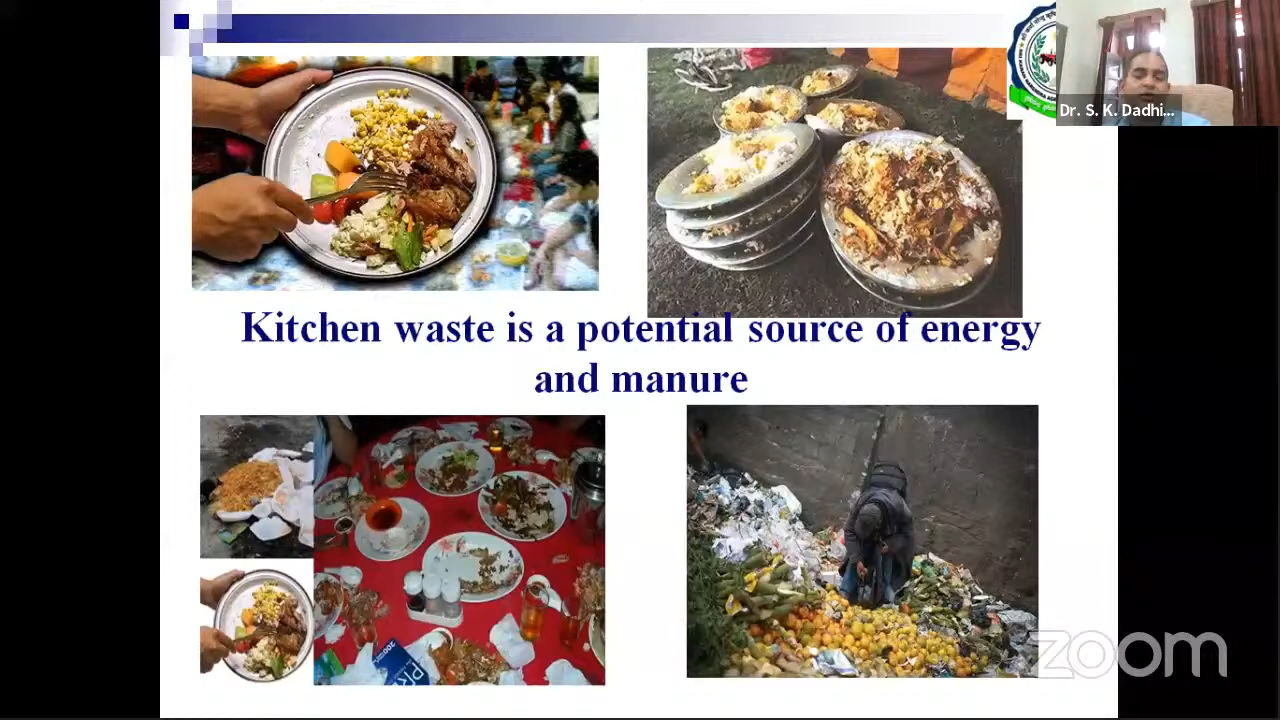 Dr. S. K. Dadhi...
Kitchen waste is a potential source of energy
and manure
zoom